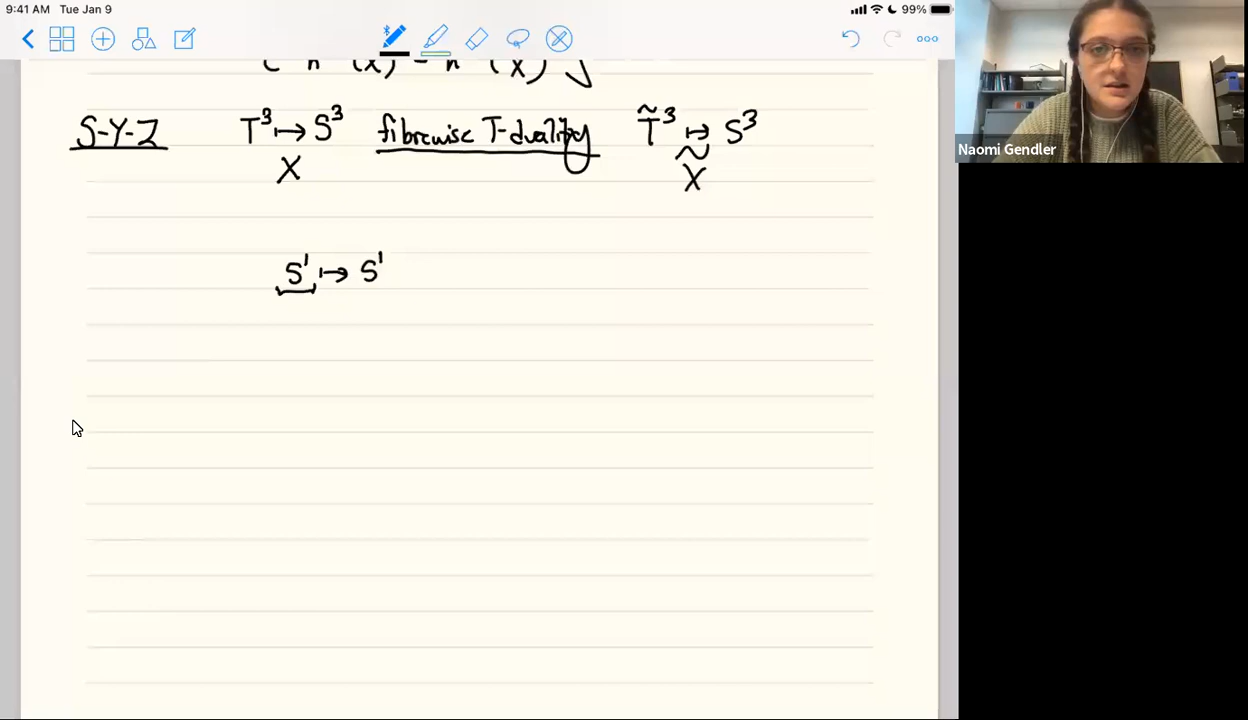 9:41 AM Tue Jan 9
99%
S-Y-Z T³ ↦ S³ fibrewise T-duality T̃³ ↦ S³
X X̃
S¹ ↦ S¹
Naomi Gendler